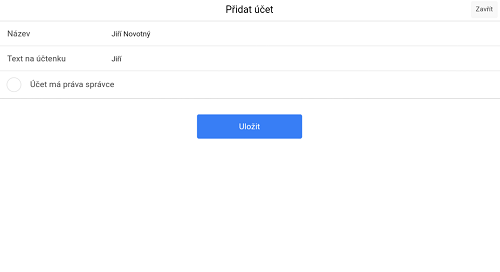 Přidat účet
Zavřít
Název Jiří Novotný
Text na účtenku Jiří
Účet má práva správce
Uložit